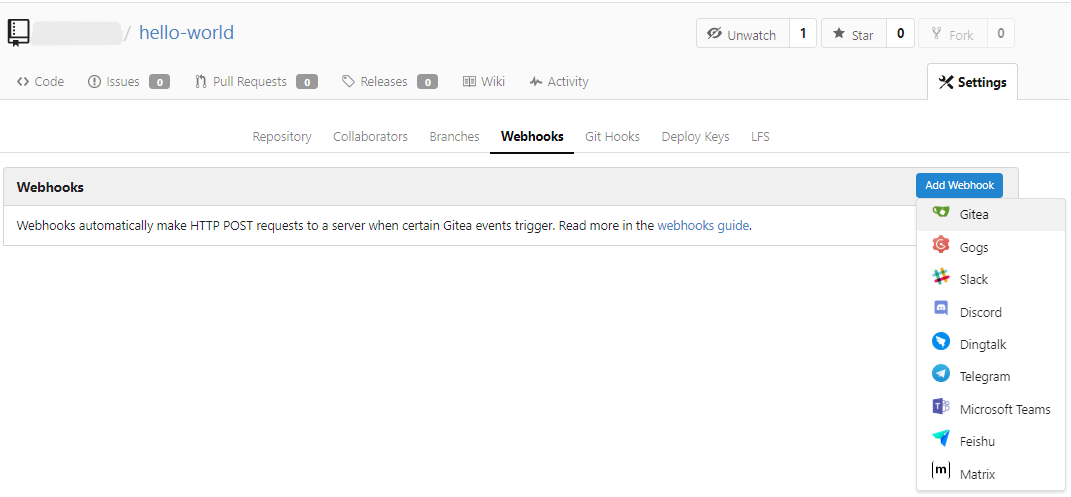 / hello-world Unwatch 1 Star 0 Fork 0
Code Issues 0 Pull Requests 0 Releases 0 Wiki Activity Settings
Repository Collaborators Branches Webhooks Git Hooks Deploy Keys LFS
Webhooks Add Webhook
Webhooks automatically make HTTP POST requests to a server when certain Gitea events trigger. Read more in the webhooks guide.
Gitea
Gogs
Slack
Discord
Dingtalk
Telegram
Microsoft Teams
Feishu
Matrix